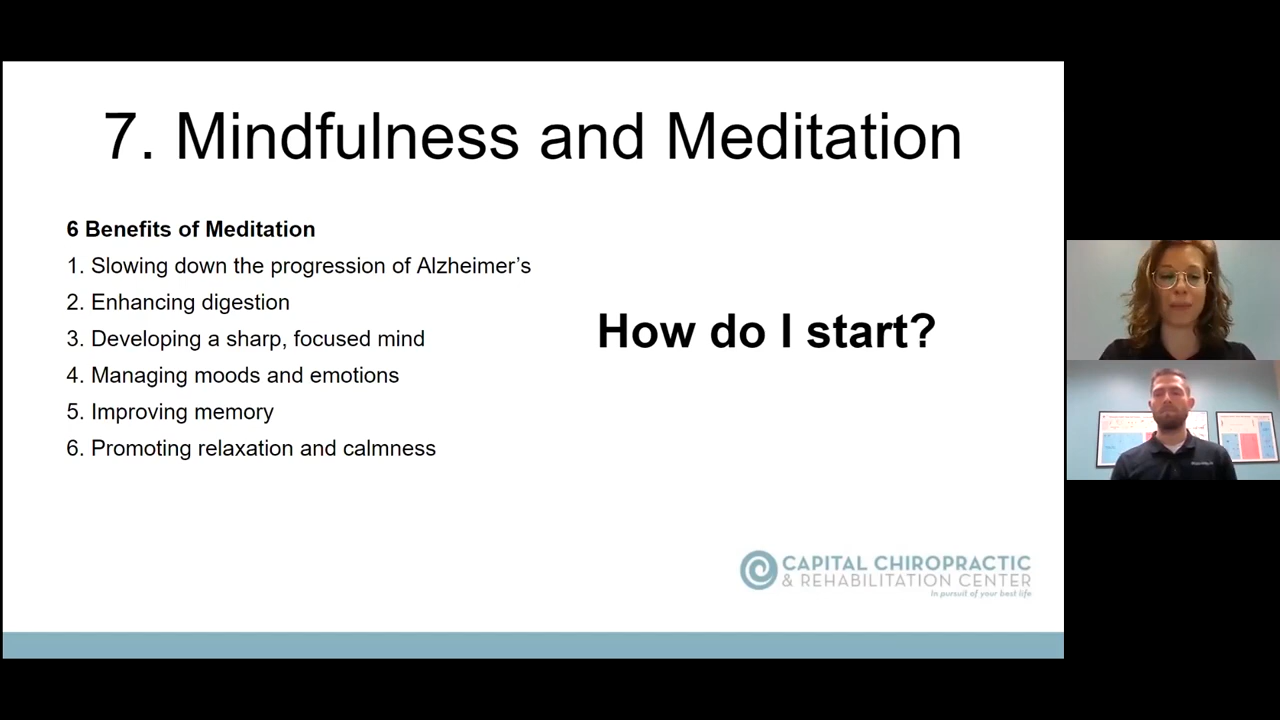 7. Mindfulness and Meditation
6 Benefits of Meditation
1. Slowing down the progression of Alzheimer's
2. Enhancing digestion
3. Developing a sharp, focused mind
4. Managing moods and emotions
5. Improving memory
6. Promoting relaxation and calmness
How do I start?
CAPITAL CHIROPRACTIC
& REHABILITATION CENTER
in pursuit of your best life